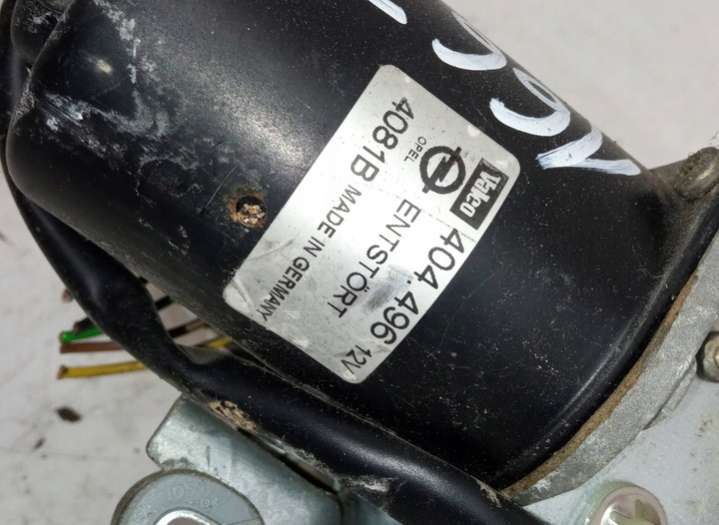 Valeo 404.496 12V
OPEL ENTSTÖRT
4081B MADE IN GERMANY